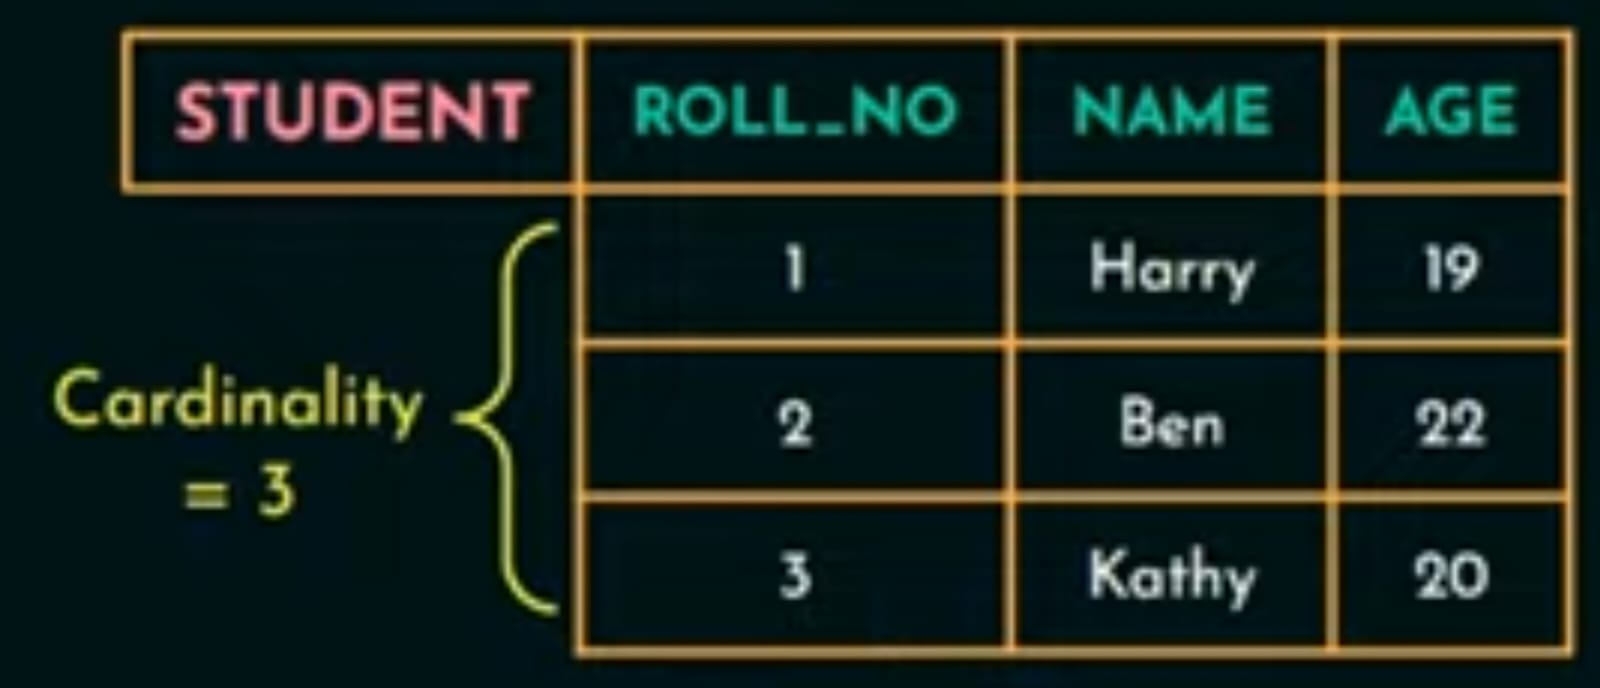 STUDENT ROLL_NO NAME AGE
1 Harry 19
Cardinality
2 Ben 22
= 3
3 Kathy 20